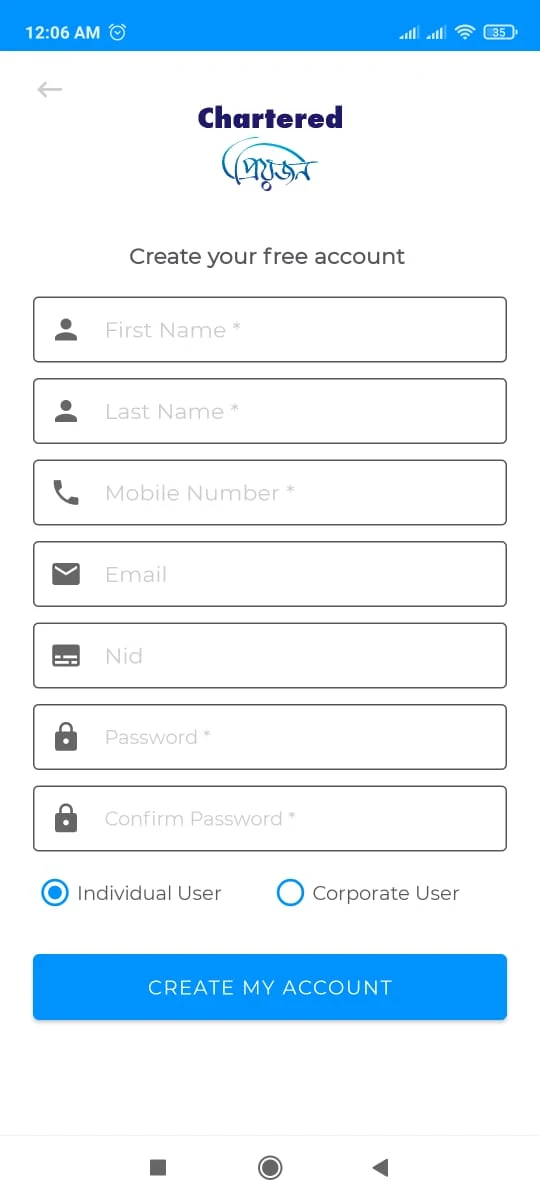 12:06 AM
35
Chartered
প্রিয়জন
Create your free account
First Name *
Last Name *
Mobile Number *
Email
Nid
Password *
Confirm Password *
Individual User Corporate User
CREATE MY ACCOUNT